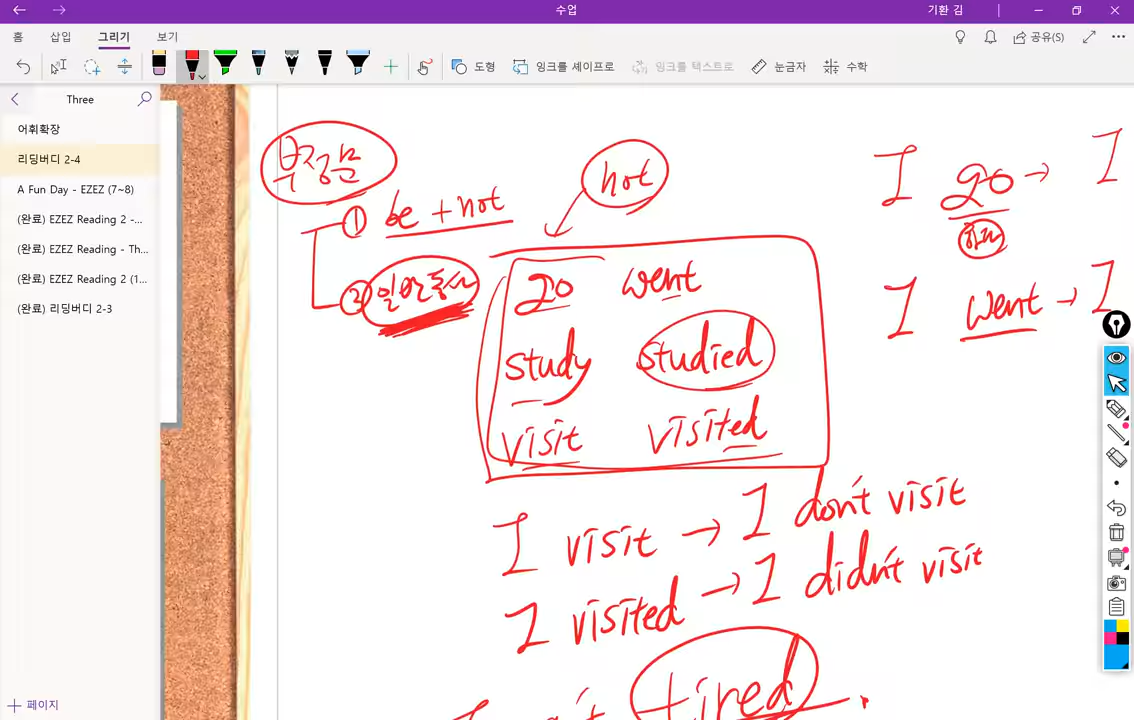 수업
기환 김
홈 삽입 그리기 보기
공유(S)
도형 잉크를 셰이프로 잉크를 텍스트로 눈금자 수학
Three
어휘확장
리딩버디 2-4
A Fun Day - EZEZ (7~8)
(완료) EZEZ Reading 2 -...
(완료) EZEZ Reading - Th...
(완료) EZEZ Reading 2 (1...
(완료) 리딩버디 2-3
페이지
부정문
① be + not
not
② 일반동사
go went
study studied
visit visited
I go → I
하다
I went → I
I visit → I don't visit
I visited → I didn't visit
tired